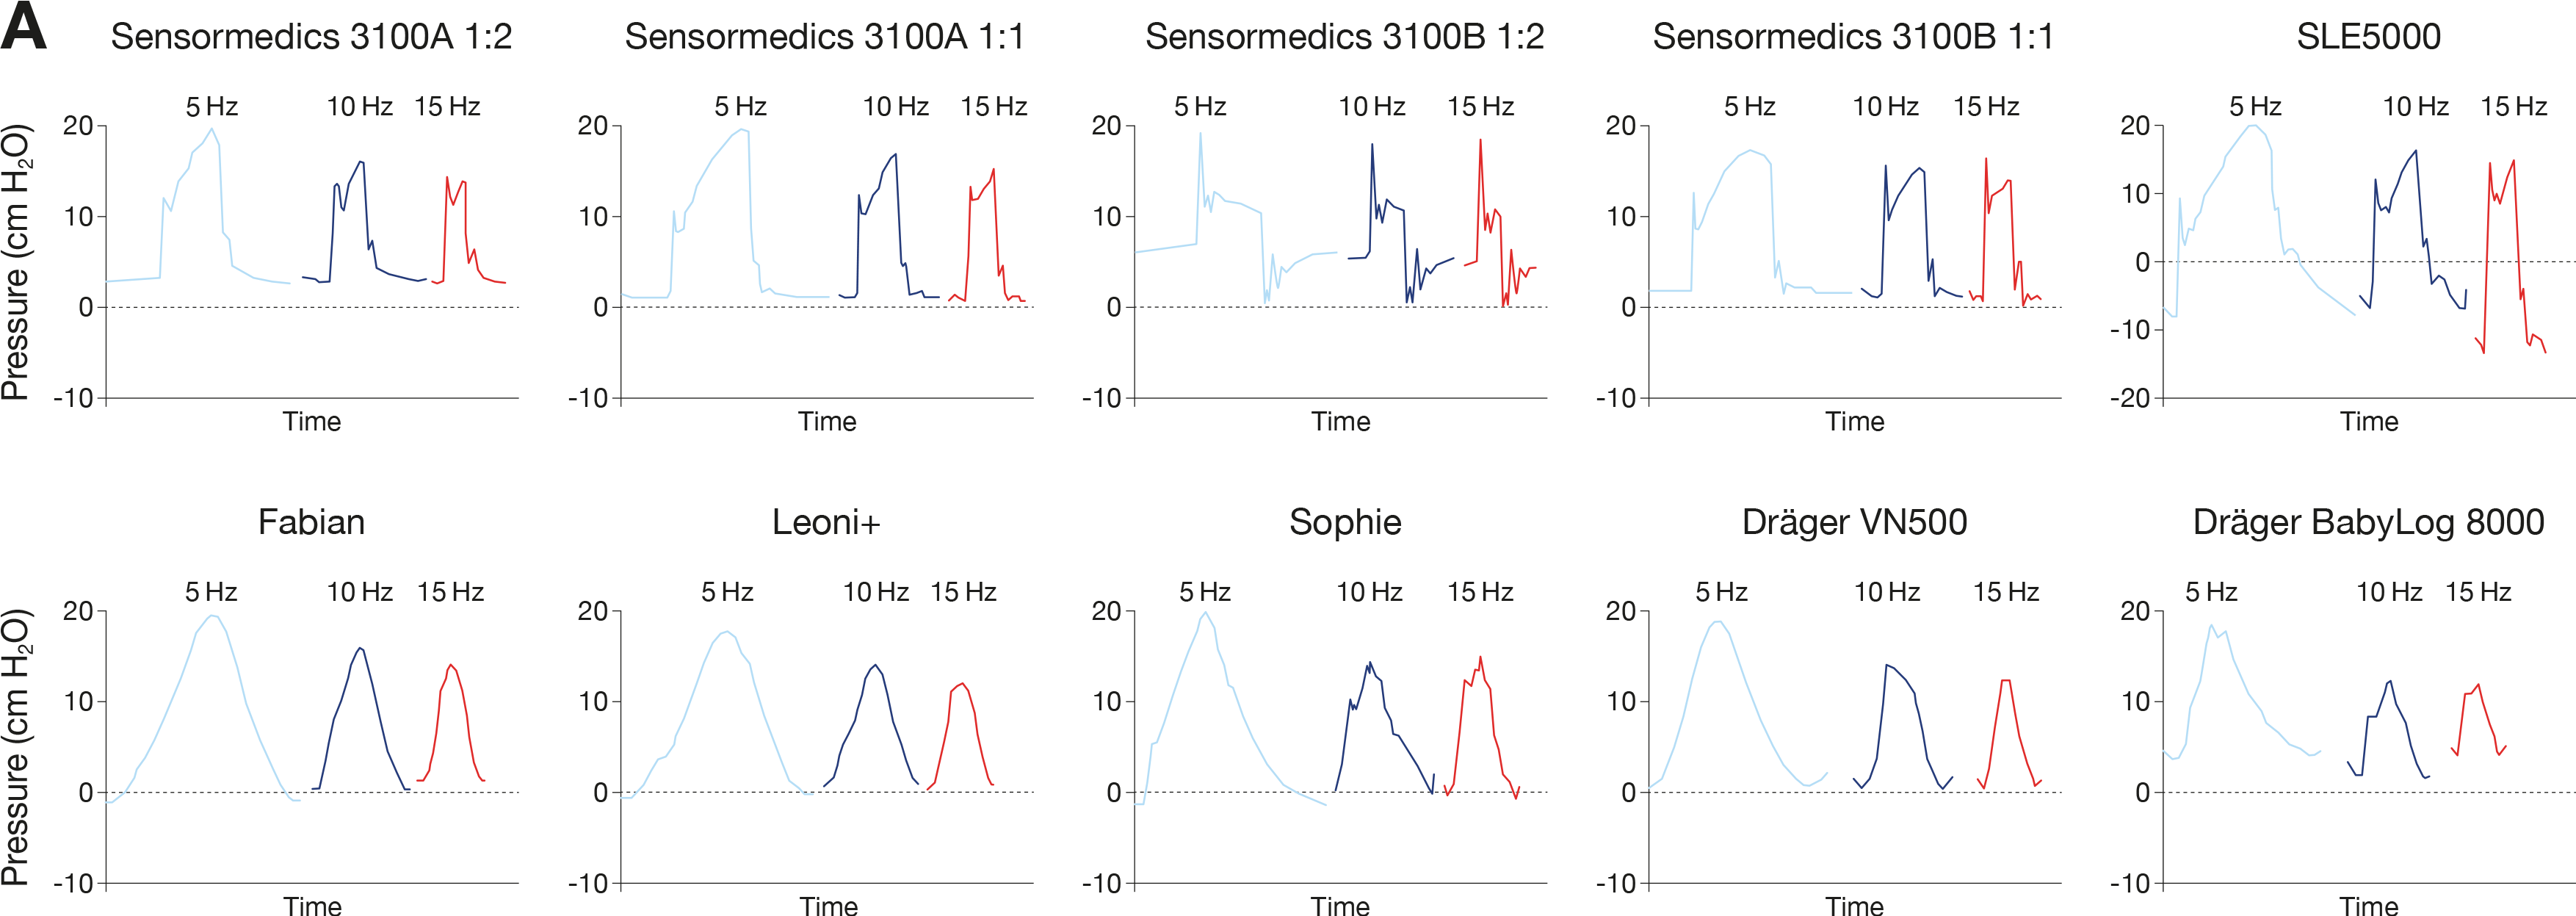 A
Sensormedics 3100A 1:2
Sensormedics 3100A 1:1
Sensormedics 3100B 1:2
Sensormedics 3100B 1:1
SLE5000
Pressure (cm H₂O)
5 Hz 10 Hz 15 Hz
20
10
0
-10
Time
5 Hz 10 Hz 15 Hz
20
10
0
-10
Time
5 Hz 10 Hz 15 Hz
20
10
0
-10
Time
5 Hz 10 Hz 15 Hz
20
10
0
-10
Time
5 Hz 10 Hz 15 Hz
20
10
0
-10
-20
Time
Fabian
Leoni+
Sophie
Dräger VN500
Dräger BabyLog 8000
Pressure (cm H₂O)
5 Hz 10 Hz 15 Hz
20
10
0
-10
Time
5 Hz 10 Hz 15 Hz
20
10
0
-10
Time
5 Hz 10 Hz 15 Hz
20
10
0
-10
Time
5 Hz 10 Hz 15 Hz
20
10
0
-10
Time
5 Hz 10 Hz 15 Hz
20
10
0
-10
Time